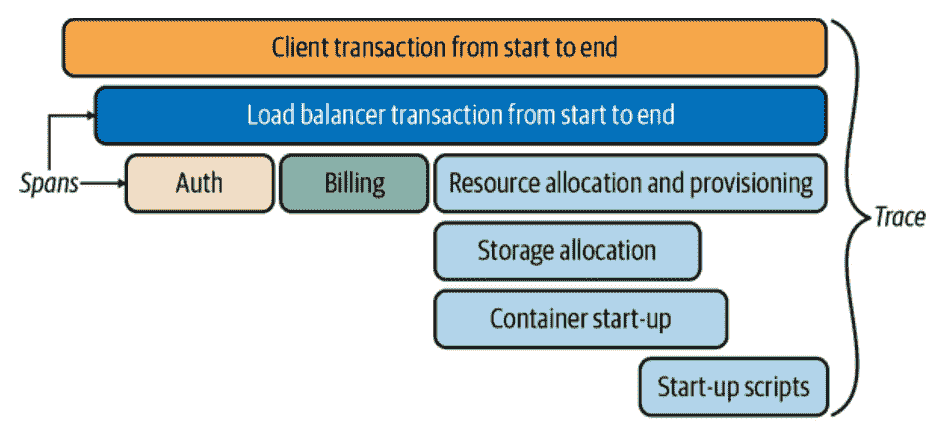 Client transaction from start to end
Load balancer transaction from start to end
Spans
Auth
Billing
Resource allocation and provisioning
Trace
Storage allocation
Container start-up
Start-up scripts